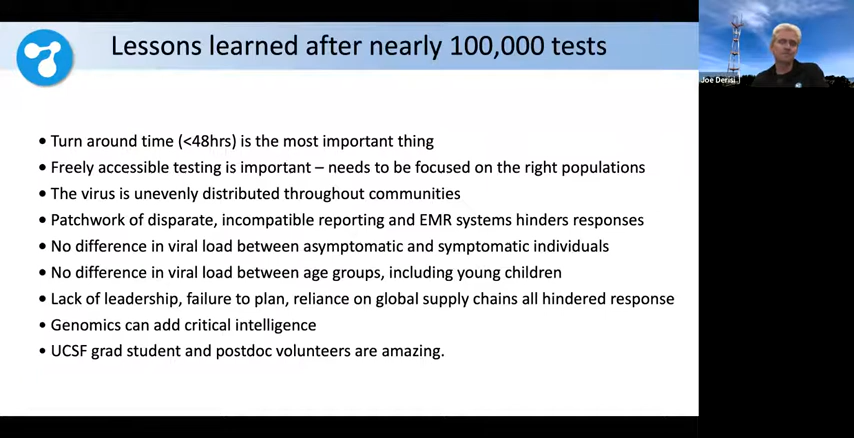 Lessons learned after nearly 100,000 tests
Joe Derisi
• Turn around time (<48hrs) is the most important thing
• Freely accessible testing is important – needs to be focused on the right populations
• The virus is unevenly distributed throughout communities
• Patchwork of disparate, incompatible reporting and EMR systems hinders responses
• No difference in viral load between asymptomatic and symptomatic individuals
• No difference in viral load between age groups, including young children
• Lack of leadership, failure to plan, reliance on global supply chains all hindered response
• Genomics can add critical intelligence
• UCSF grad student and postdoc volunteers are amazing.